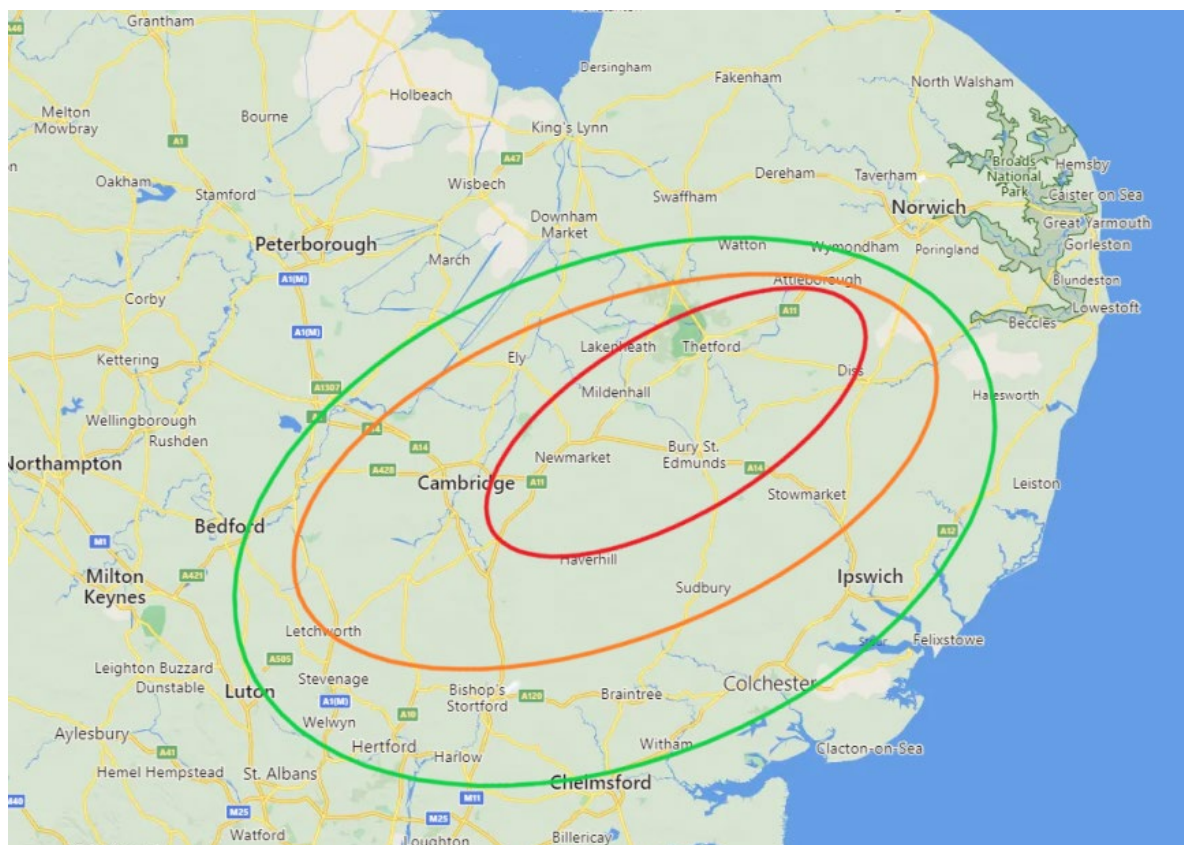 Grantham
Dersingham
Fakenham
North Walsham
Melton
Mowbray
Holbeach
Bourne
King's Lynn
A1
A47
Broads
National
Park
Hemsby
Oakham
Stamford
Wisbech
Swaffham
Dereham
Taverham
Caister on Sea
Norwich
Great Yarmouth
Downham
Market
Peterborough
Watton
Wymondham
Poringland
Gorleston
March
A1(M)
Attleborough
Blundeston
Corby
A11
Lowestoft
Beccles
A1(M)
Kettering
Ely
Lakenheath
Thetford
Diss
A1307
Mildenhall
Halesworth
Wellingborough
Rushden
A14
A14
Northampton
A428
Newmarket
Bury St.
Edmunds
A14
Cambridge
A11
Stowmarket
Leiston
Bedford
A12
M1
Haverhill
Milton
Keynes
A421
Sudbury
Ipswich
Letchworth
Felixstowe
Leighton Buzzard
A505
Dunstable
Stevenage
Luton
A1(M)
Bishop's
Stortford
A120
Braintree
Colchester
Welwyn
A10
Aylesbury
Hertford
Witham
Clacton-on-Sea
A41
Harlow
Hemel Hempstead
St. Albans
Chelmsford
M11
M40
M25
M25
Watford
Loughton
Billericay